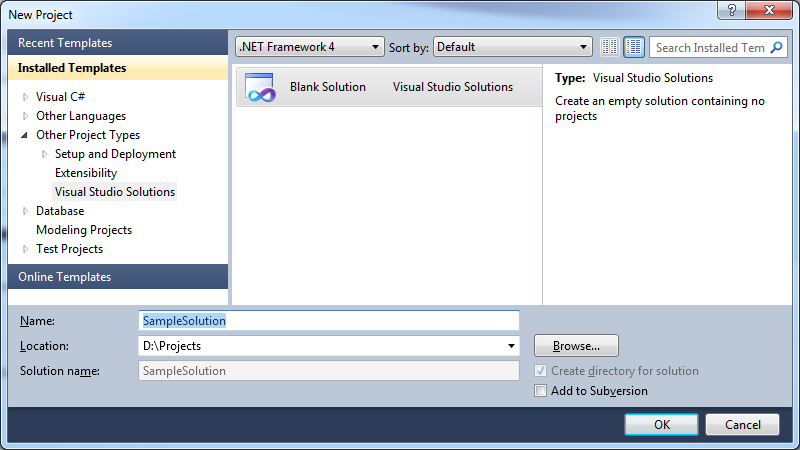 New Project
Recent Templates
Installed Templates
Visual C#
Other Languages
Other Project Types
Setup and Deployment
Extensibility
Visual Studio Solutions
Database
Modeling Projects
Test Projects
Online Templates
.NET Framework 4 Sort by: Default Search Installed Tem
Blank Solution Visual Studio Solutions
Type: Visual Studio Solutions
Create an empty solution containing no
projects
Name: SampleSolution
Location: D:\Projects Browse...
Solution name: SampleSolution Create directory for solution
Add to Subversion
OK Cancel